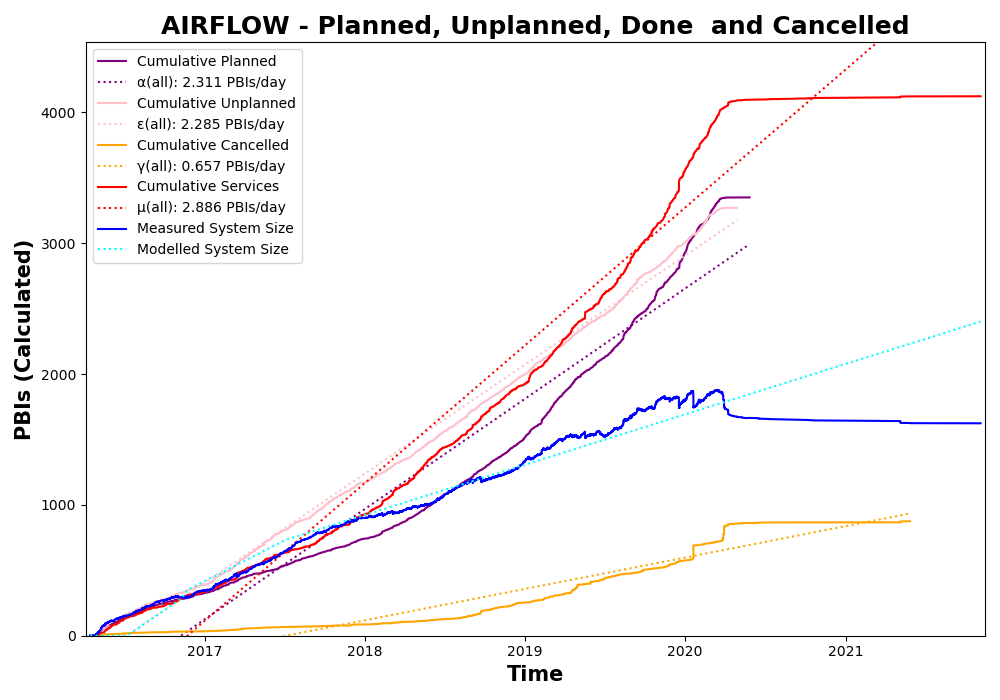 AIRFLOW - Planned, Unplanned, Done  and Cancelled
Cumulative Planned
α(all): 2.311 PBIs/day
Cumulative Unplanned
ε(all): 2.285 PBIs/day
Cumulative Cancelled
γ(all): 0.657 PBIs/day
Cumulative Services
μ(all): 2.886 PBIs/day
Measured System Size
Modelled System Size
PBIs (Calculated)
4000
3000
2000
1000
0
2017
2018
2019
2020
2021
Time